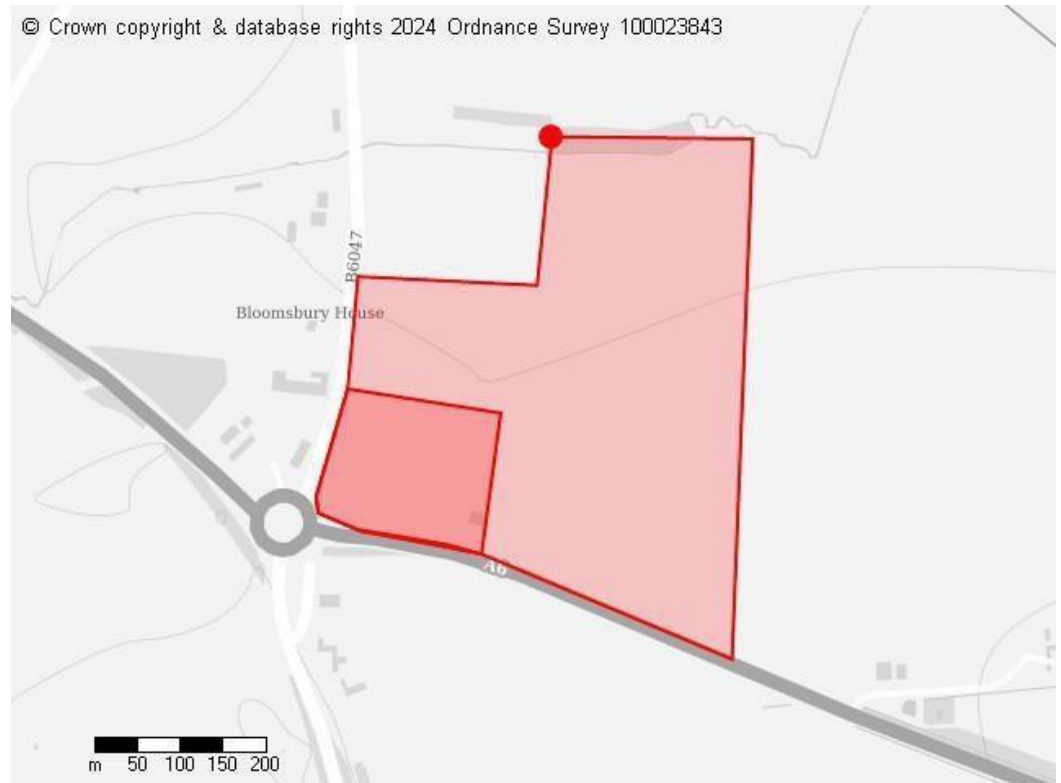 © Crown copyright & database rights 2024 Ordnance Survey 100023843
B6047
Bloomsbury House
A6
m 50 100 150 200